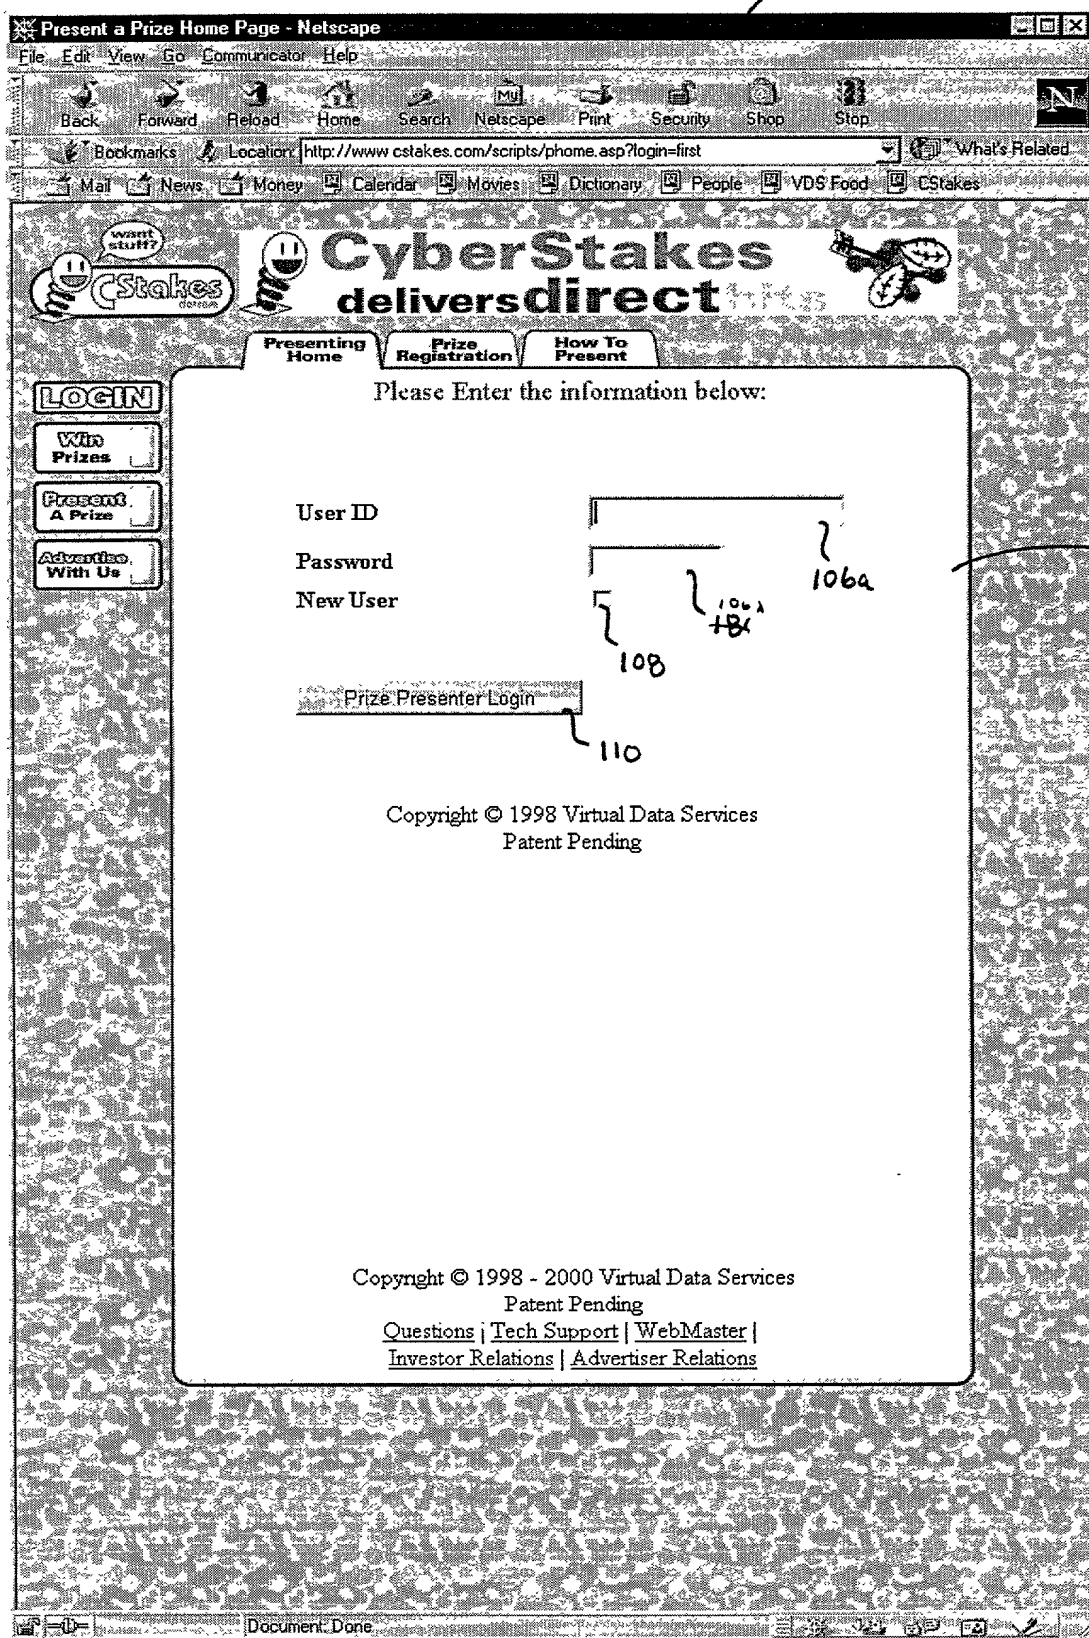 Present a Prize Home Page - Netscape
File Edit View Go Communicator Help
Back Forward Reload Home Search Netscape Print Security Shop Stop
My
N
Bookmarks Location: http://www.cstakes.com/scripts/phome.asp?login=first What's Related
Mail News Money Calendar Movies Dictionary People VDS Food CStakes
want stuff?
CStakes
CyberStakes
delivers direct
Presenting Home Prize Registration How To Present
LOGIN
Please Enter the information below:
Win Prizes
Present A Prize
Advertise With Us
User ID
106a
Password
New User
108
Prize Presenter Login
110
Copyright © 1998 Virtual Data Services
Patent Pending
Copyright © 1998 - 2000 Virtual Data Services
Patent Pending
Questions | Tech Support | WebMaster |
Investor Relations | Advertiser Relations
Document: Done